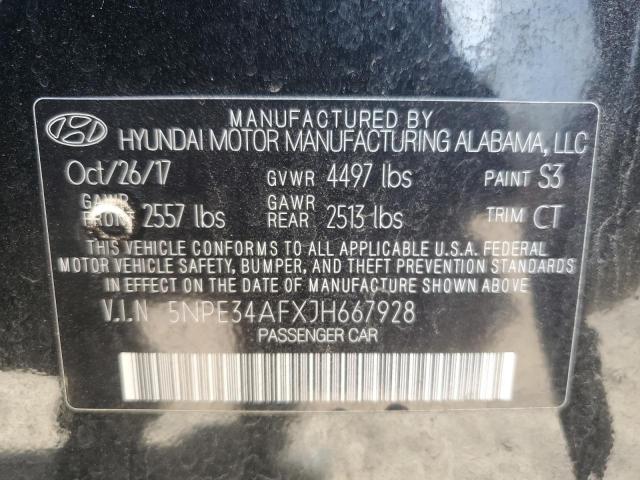 MANUFACTURED BY
HYUNDAI MOTOR MANUFACTURING ALABAMA, LLC
Oct/26/17 GVWR 4497 lbs PAINT S3
GAWR FRONT 2557 lbs GAWR REAR 2513 lbs TRIM CT
THIS VEHICLE CONFORMS TO ALL APPLICABLE U.S.A. FEDERAL
MOTOR VEHICLE SAFETY, BUMPER, AND THEFT PREVENTION STANDARDS
IN EFFECT ON THE DATE OF MANUFACTURE SHOWN ABOVE.
V.I.N 5NPE34AFXJH667928
PASSENGER CAR